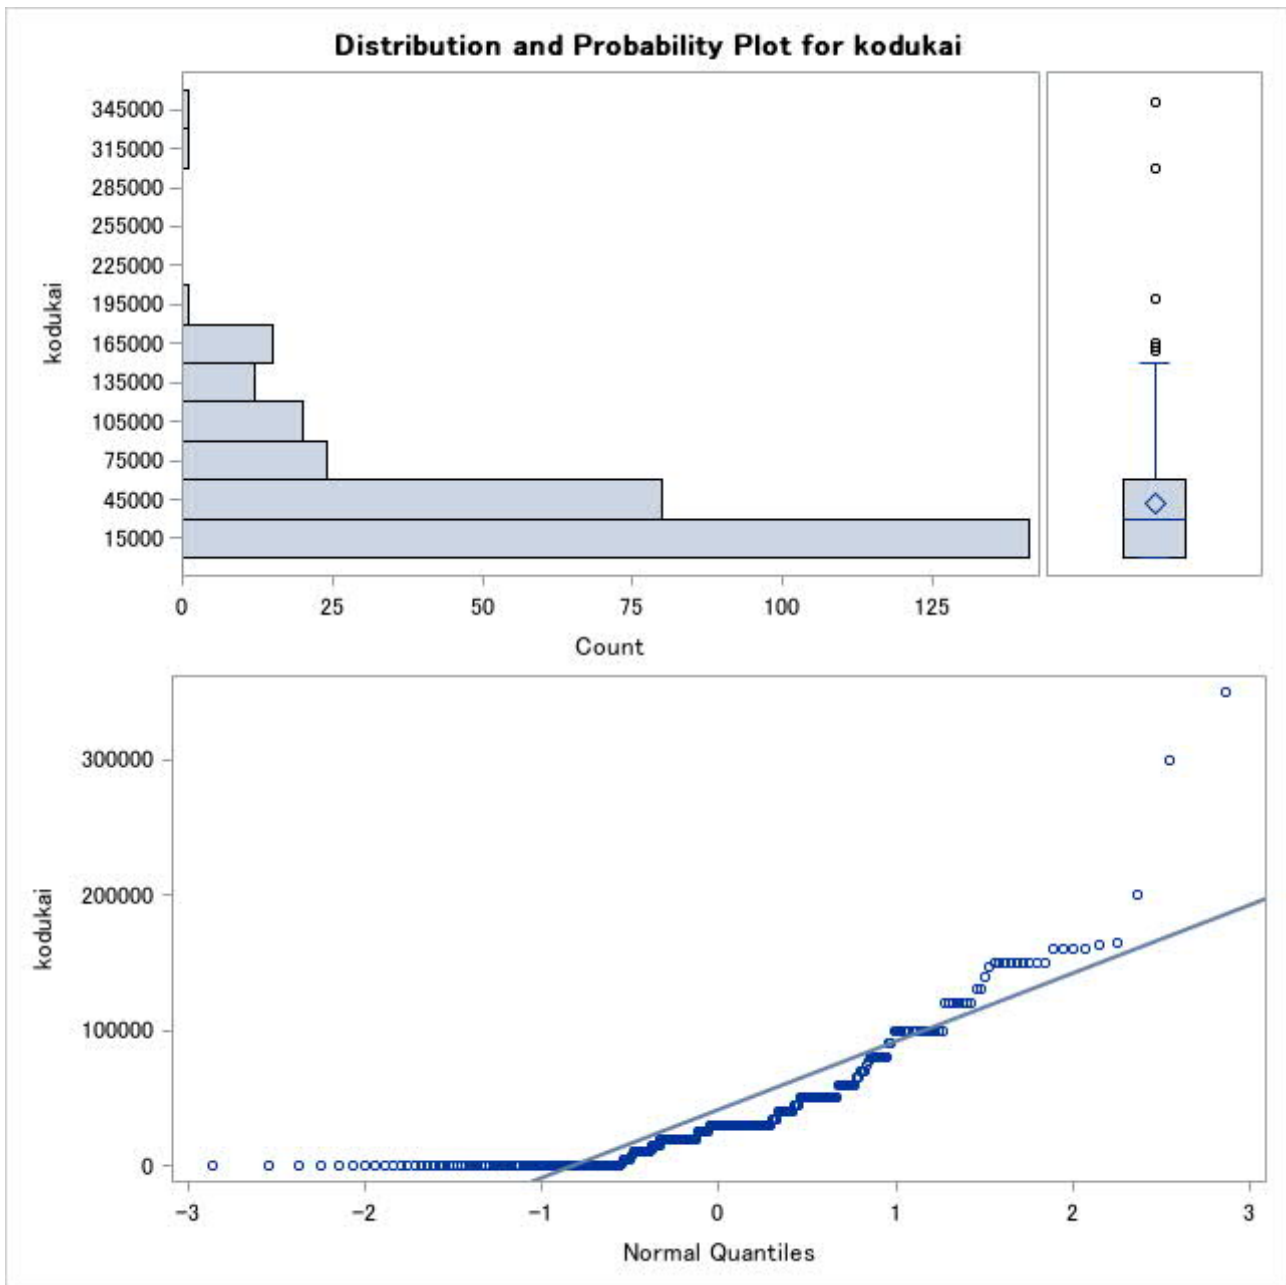 Distribution and Probability Plot for kodukai
345000
315000
285000
255000
225000
195000
165000
135000
105000
75000
45000
15000
kodukai
0 25 50 75 100 125
Count
300000
200000
100000
0
kodukai
-3 -2 -1 0 1 2 3
Normal Quantiles